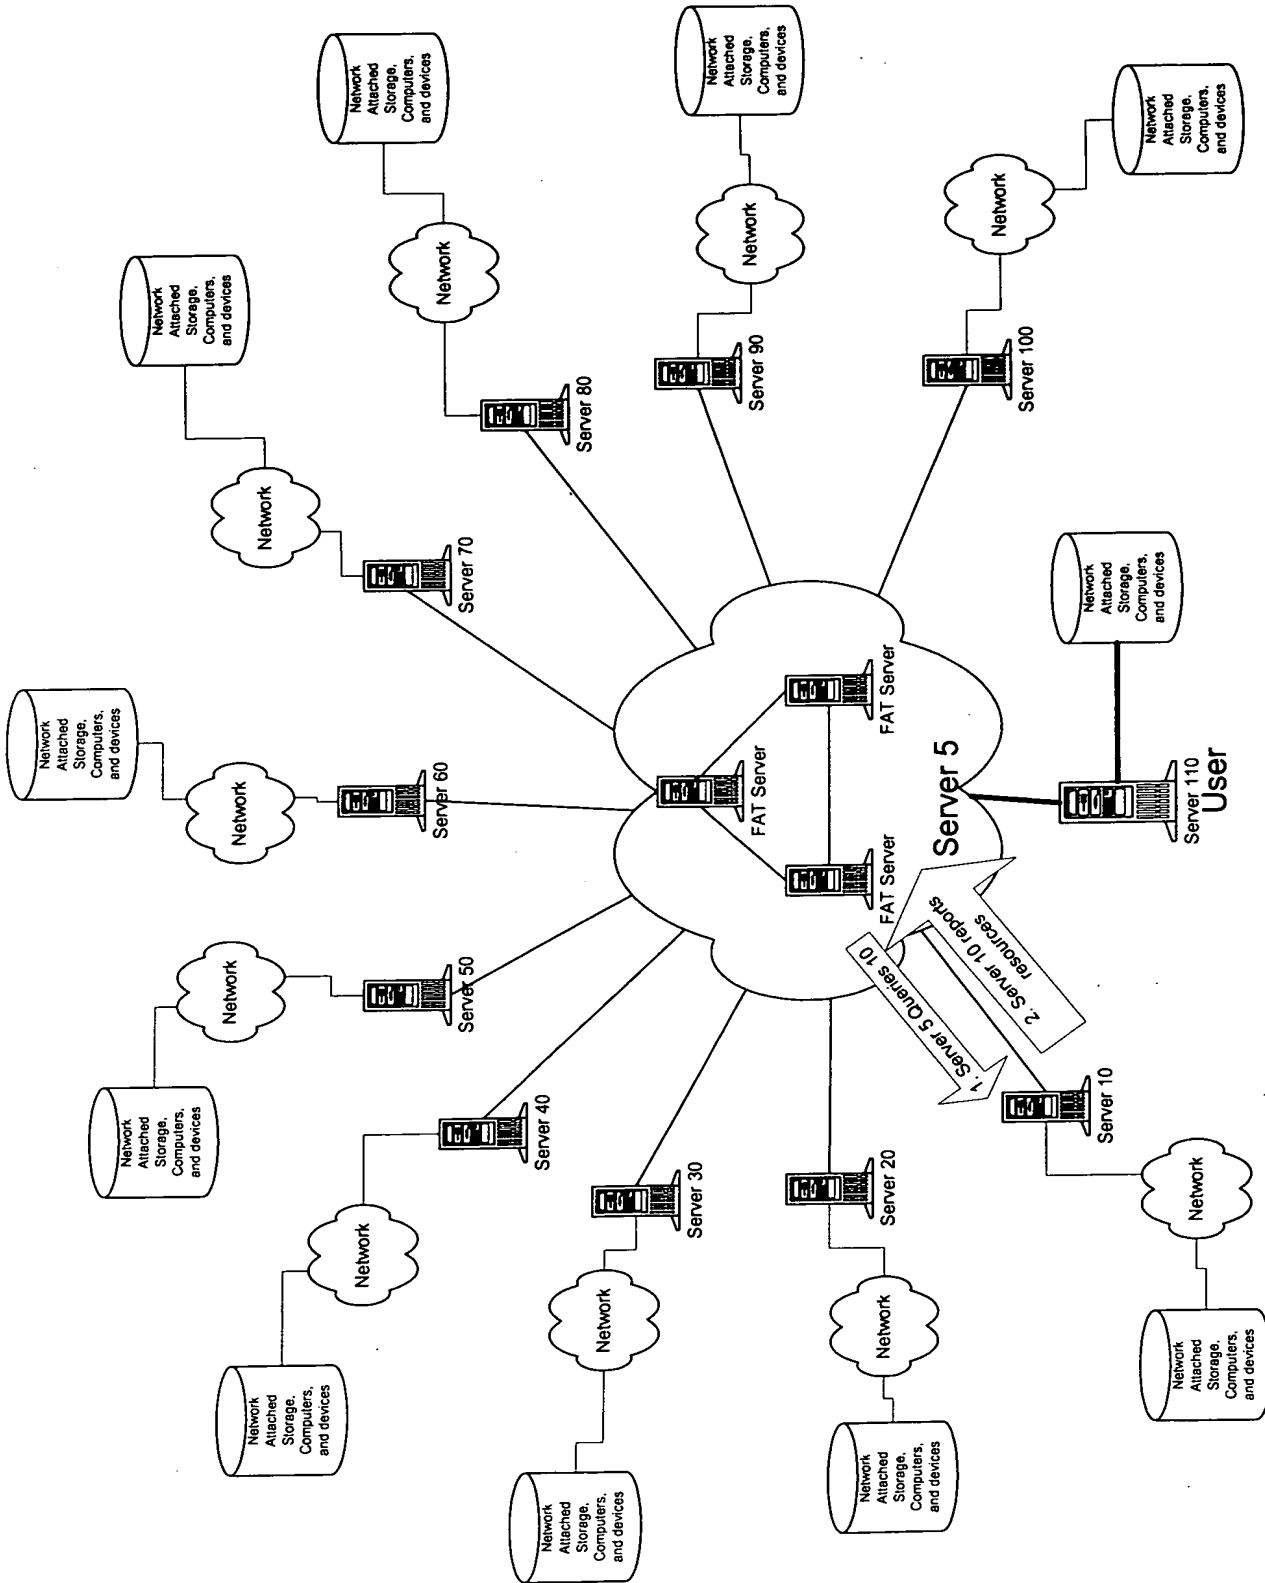 Network
Attached
Storage,
Computers,
and devices
Network
Server 60
Network
Attached
Storage,
Computers,
and devices
Network
Server 50
Network
Attached
Storage,
Computers,
and devices
Network
Server 70
Network
Attached
Storage,
Computers,
and devices
Network
Server 40
Network
Attached
Storage,
Computers,
and devices
Network
Server 80
Network
Attached
Storage,
Computers,
and devices
Network
Server 30
Network
Attached
Storage,
Computers,
and devices
Network
Server 90
FAT Server
FAT Server
FAT Server
Server 5
Network
Attached
Storage,
Computers,
and devices
Network
Server 20
Network
Attached
Storage,
Computers,
and devices
Network
Server 100
1. Server 5 Queries 10
2. Server 10 reports
resources
Network
Attached
Storage,
Computers,
and devices
Network
Server 10
Network
Attached
Storage,
Computers,
and devices
Server 110
User